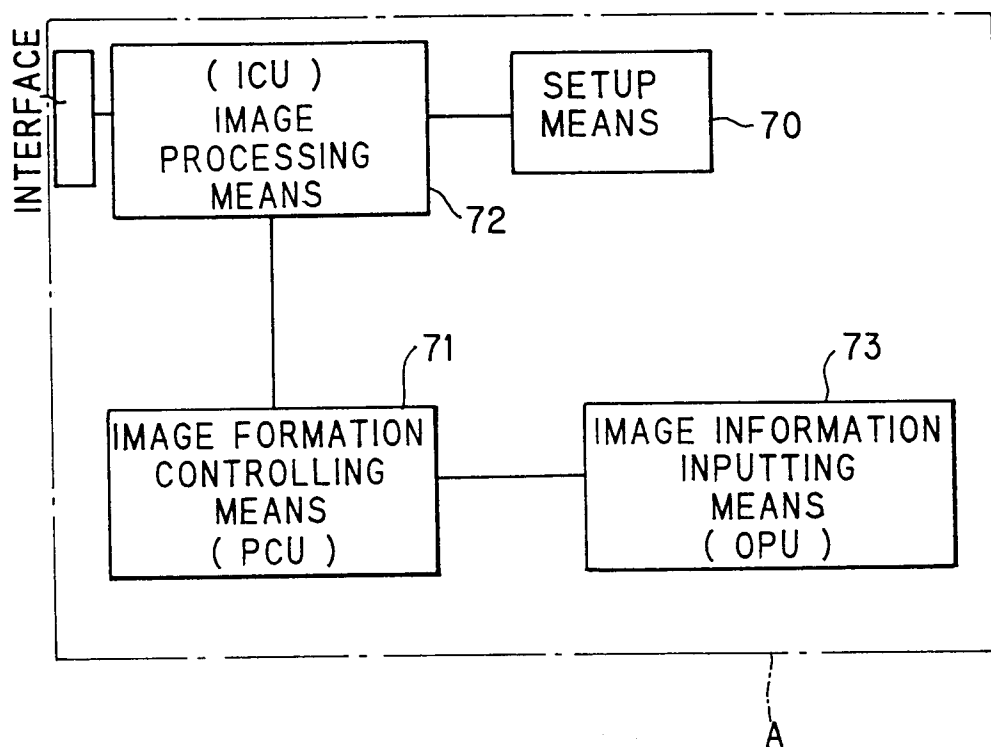 INTERFACE
( ICU )
IMAGE
PROCESSING
MEANS
72
SETUP
MEANS
70
71
IMAGE FORMATION
CONTROLLING
MEANS
( PCU )
73
IMAGE INFORMATION
INPUTTING
MEANS
( OPU )
A